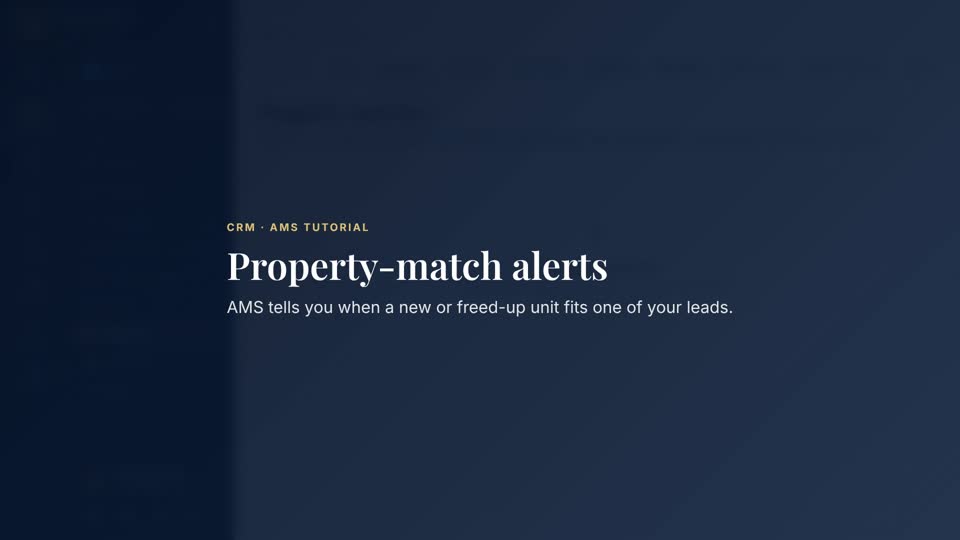 CRM · AMS TUTORIAL
Property-match alerts
AMS tells you when a new or freed-up unit fits one of your leads.